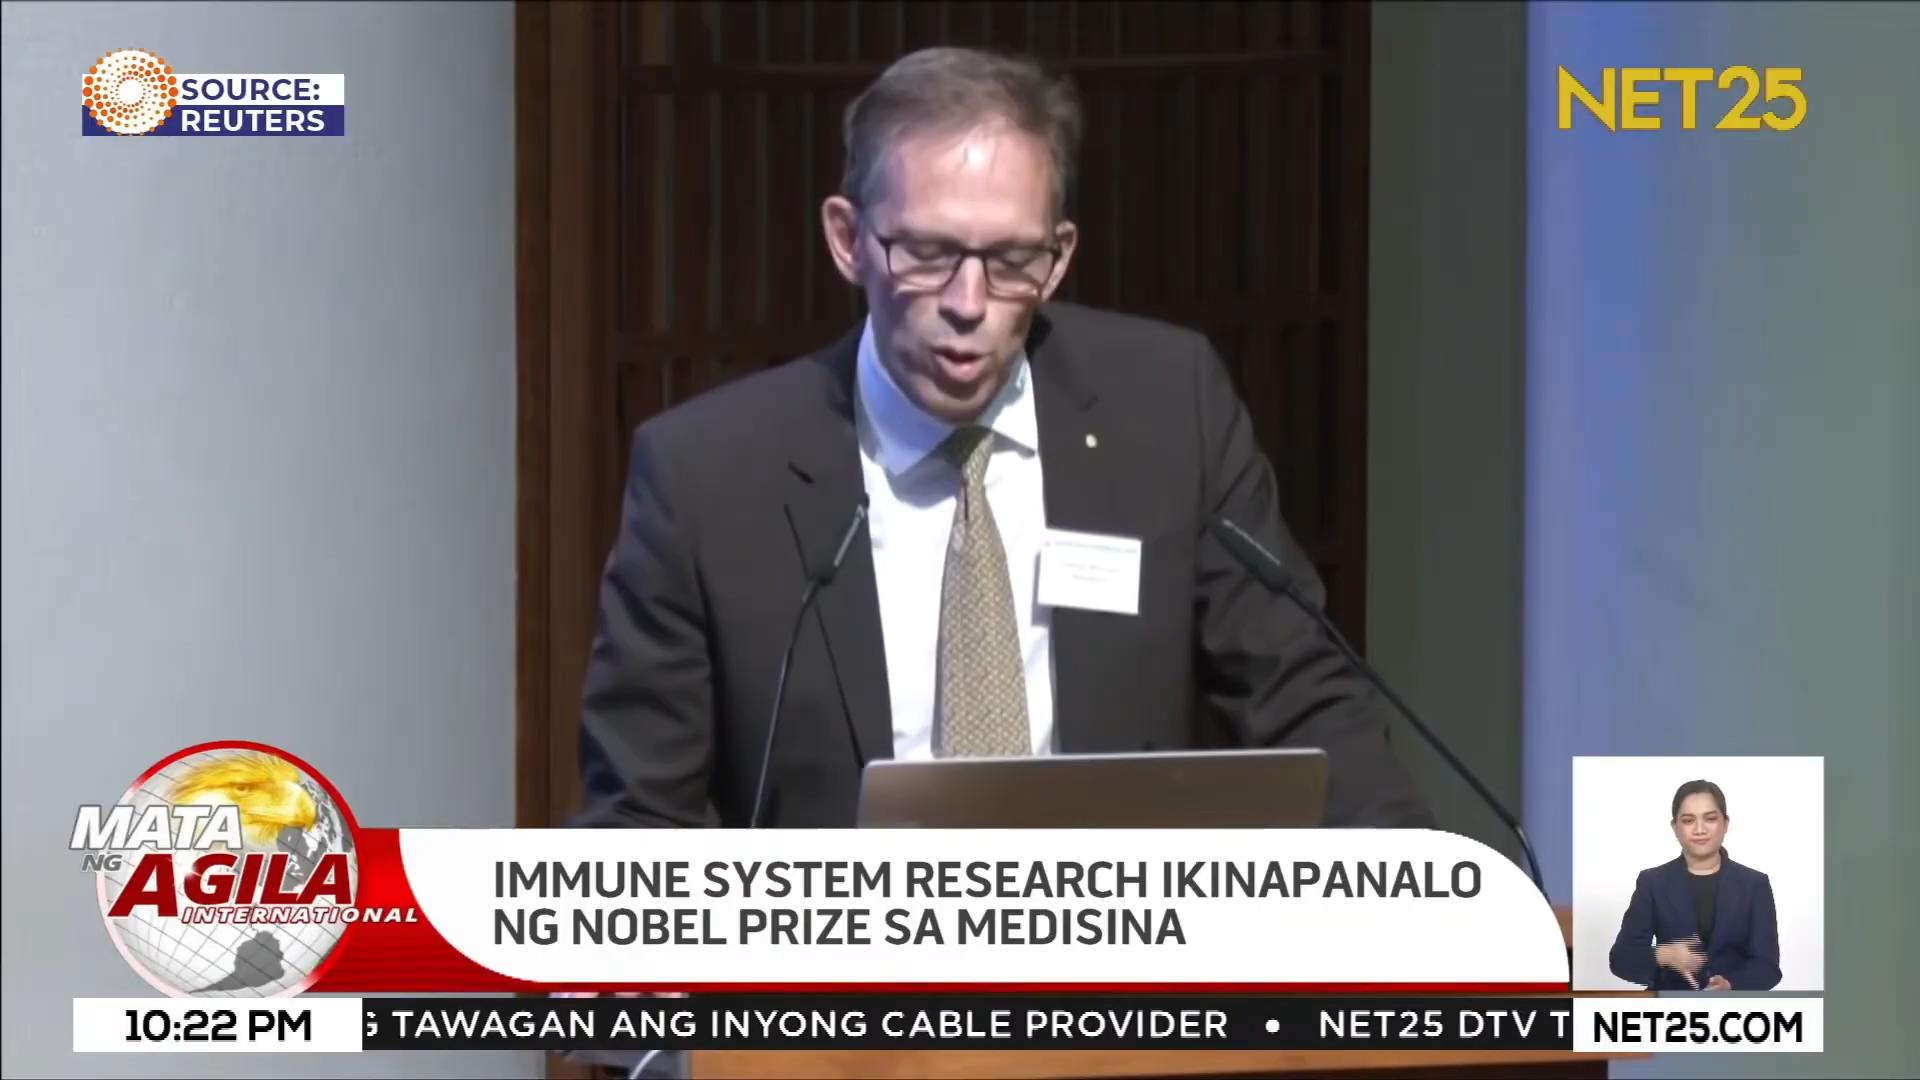 SOURCE:
REUTERS
NET25
MATA
NG
AGILA
INTERNATIONAL
IMMUNE SYSTEM RESEARCH IKINAPANALO
NG NOBEL PRIZE SA MEDISINA
10:22 PM
G TAWAGAN ANG INYONG CABLE PROVIDER • NET25 DTV T
NET25.COM